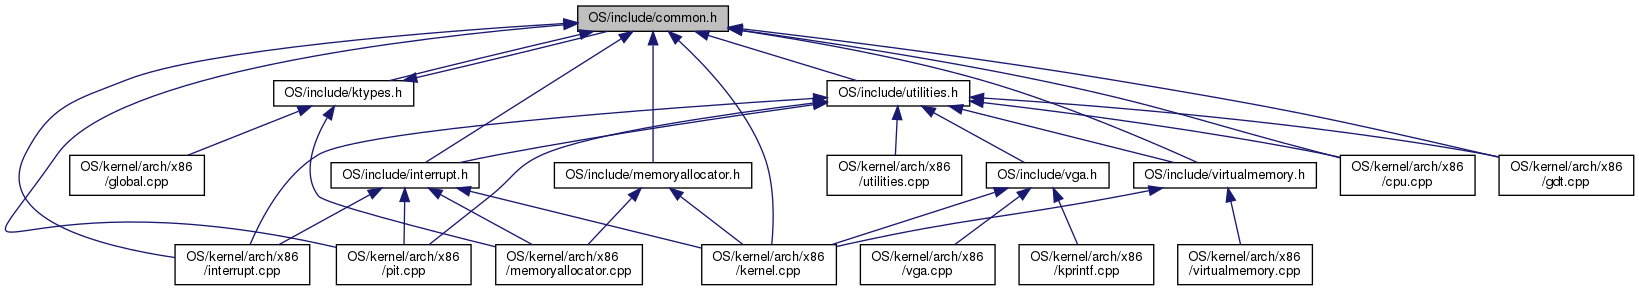 OS/include/common.h
OS/include/ktypes.h
OS/include/utilities.h
OS/kernel/arch/x86
/global.cpp
OS/include/interrupt.h
OS/include/memoryallocator.h
OS/kernel/arch/x86
/utilities.cpp
OS/include/vga.h
OS/include/virtualmemory.h
OS/kernel/arch/x86
/cpu.cpp
OS/kernel/arch/x86
/gdt.cpp
OS/kernel/arch/x86
/interrupt.cpp
OS/kernel/arch/x86
/pit.cpp
OS/kernel/arch/x86
/memoryallocator.cpp
OS/kernel/arch/x86
/kernel.cpp
OS/kernel/arch/x86
/vga.cpp
OS/kernel/arch/x86
/kprintf.cpp
OS/kernel/arch/x86
/virtualmemory.cpp